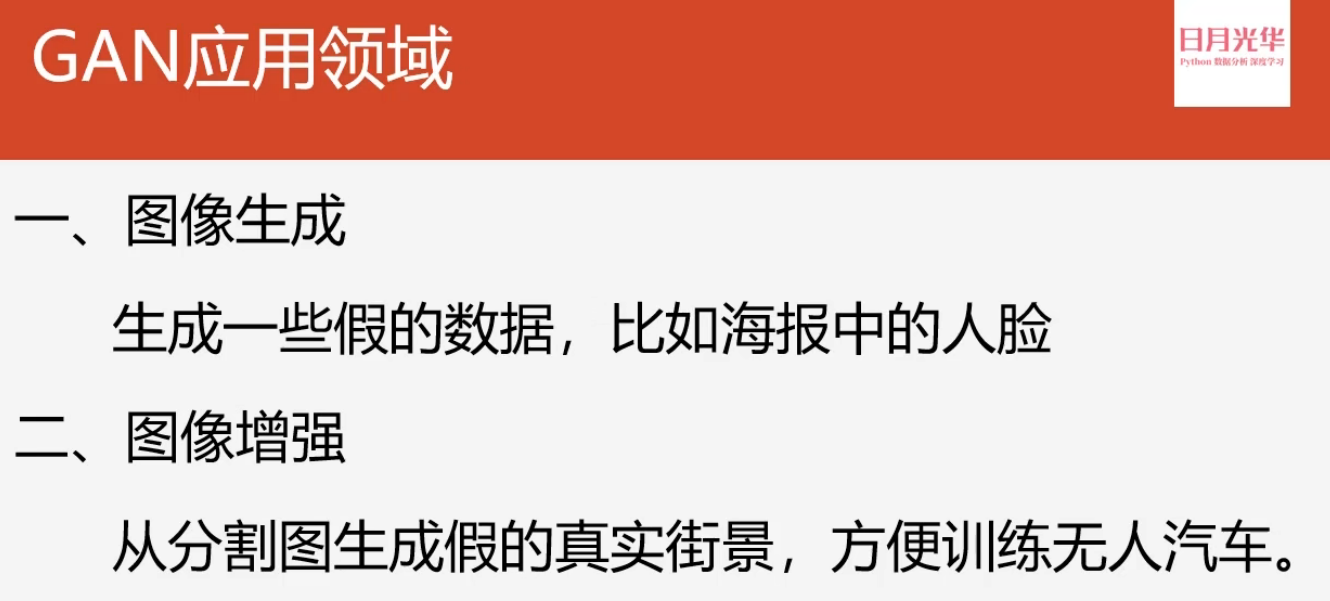 GAN应用领域
日月光华
Python 数据分析 深度学习
一、图像生成
生成一些假的数据，比如海报中的人脸
二、图像增强
从分割图生成假的真实街景，方便训练无人汽车。